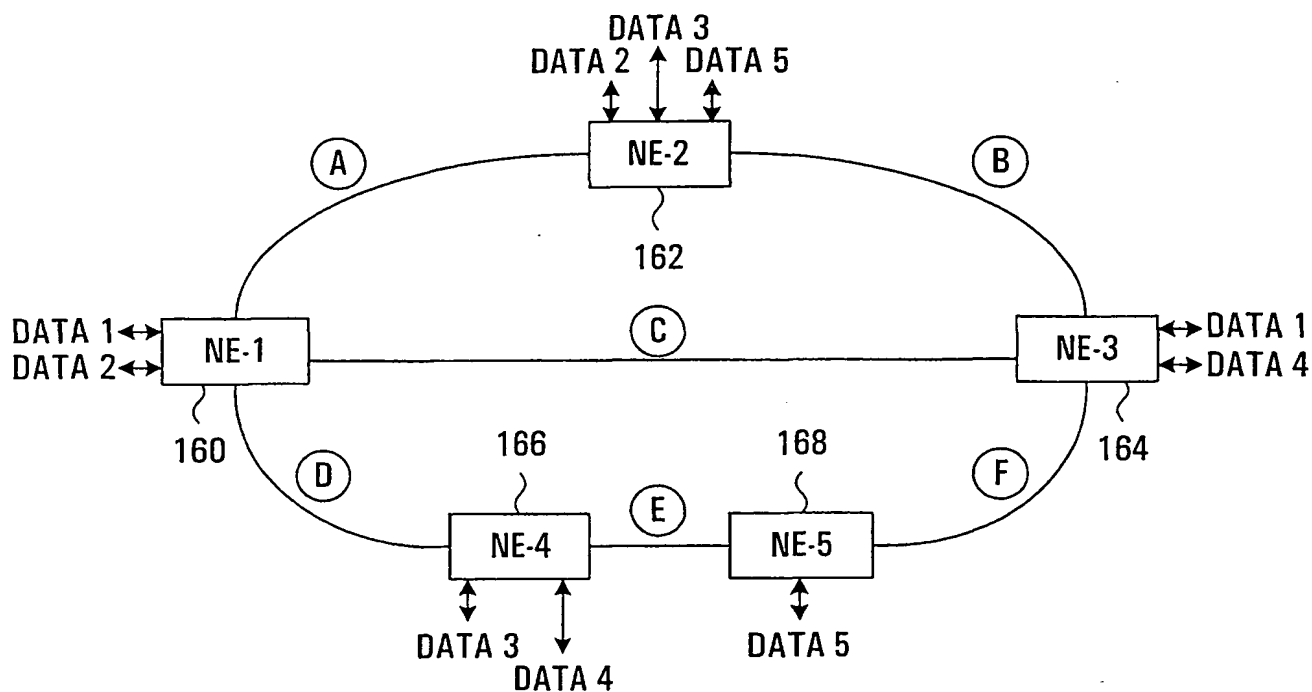 DATA 3
DATA 2
DATA 5
A
NE-2
B
162
DATA 1
DATA 2
NE-1
C
NE-3
DATA 1
DATA 4
160
166
168
164
D
E
F
NE-4
NE-5
DATA 3
DATA 4
DATA 5